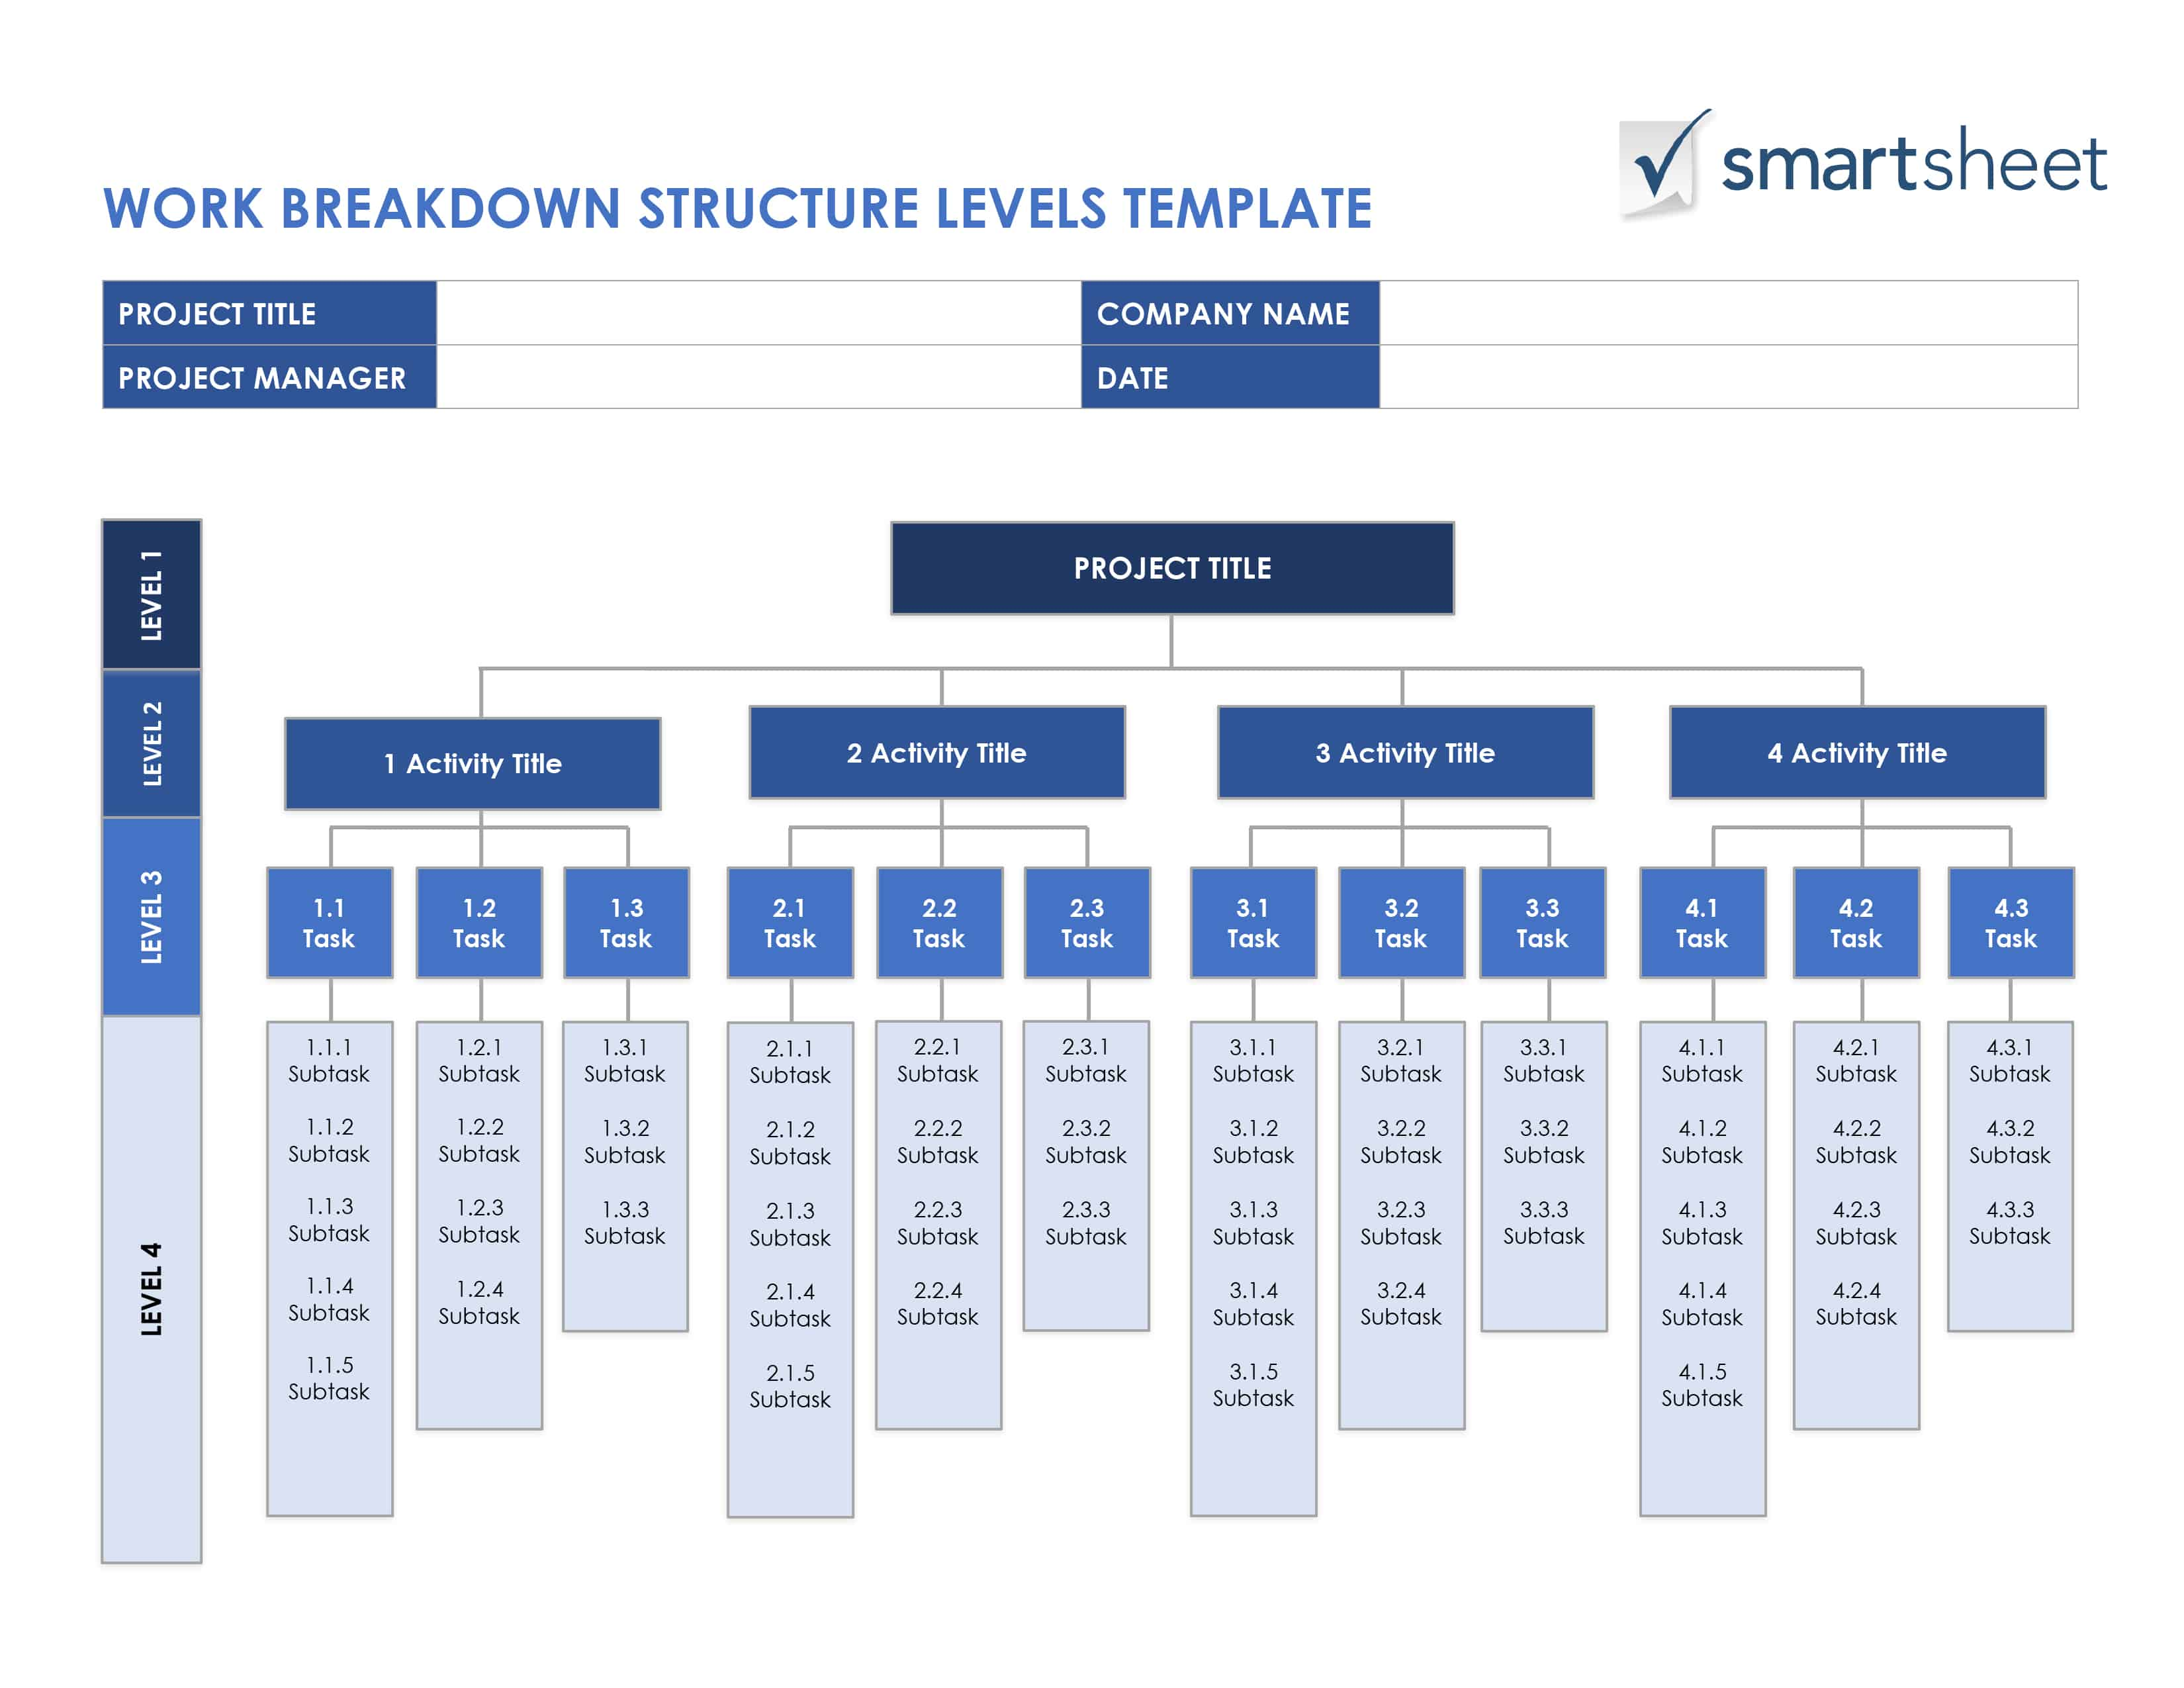 smartsheet
WORK BREAKDOWN STRUCTURE LEVELS TEMPLATE
PROJECT TITLE
COMPANY NAME
PROJECT MANAGER
DATE
LEVEL 1
PROJECT TITLE
LEVEL 2
1 Activity Title
2 Activity Title
3 Activity Title
4 Activity Title
LEVEL 3
1.1
Task
1.2
Task
1.3
Task
2.1
Task
2.2
Task
2.3
Task
3.1
Task
3.2
Task
3.3
Task
4.1
Task
4.2
Task
4.3
Task
LEVEL 4
1.1.1
Subtask
1.1.2
Subtask
1.1.3
Subtask
1.1.4
Subtask
1.1.5
Subtask
1.2.1
Subtask
1.2.2
Subtask
1.2.3
Subtask
1.2.4
Subtask
1.3.1
Subtask
1.3.2
Subtask
1.3.3
Subtask
2.1.1
Subtask
2.1.2
Subtask
2.1.3
Subtask
2.1.4
Subtask
2.1.5
Subtask
2.2.1
Subtask
2.2.2
Subtask
2.2.3
Subtask
2.2.4
Subtask
2.3.1
Subtask
2.3.2
Subtask
2.3.3
Subtask
3.1.1
Subtask
3.1.2
Subtask
3.1.3
Subtask
3.1.4
Subtask
3.1.5
Subtask
3.2.1
Subtask
3.2.2
Subtask
3.2.3
Subtask
3.2.4
Subtask
3.3.1
Subtask
3.3.2
Subtask
3.3.3
Subtask
4.1.1
Subtask
4.1.2
Subtask
4.1.3
Subtask
4.1.4
Subtask
4.1.5
Subtask
4.2.1
Subtask
4.2.2
Subtask
4.2.3
Subtask
4.2.4
Subtask
4.3.1
Subtask
4.3.2
Subtask
4.3.3
Subtask